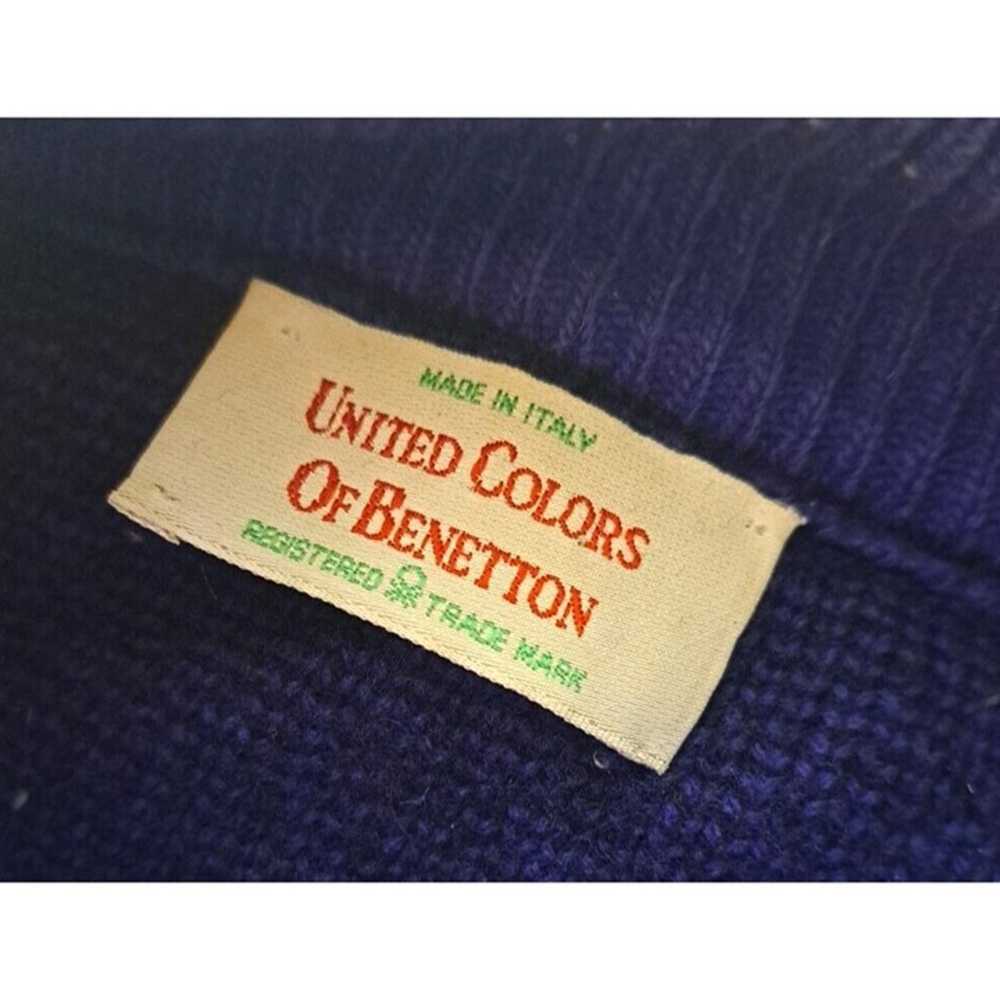 MADE IN ITALY
UNITED COLORS
OF BENETTON
REGISTERED TRADE MARK